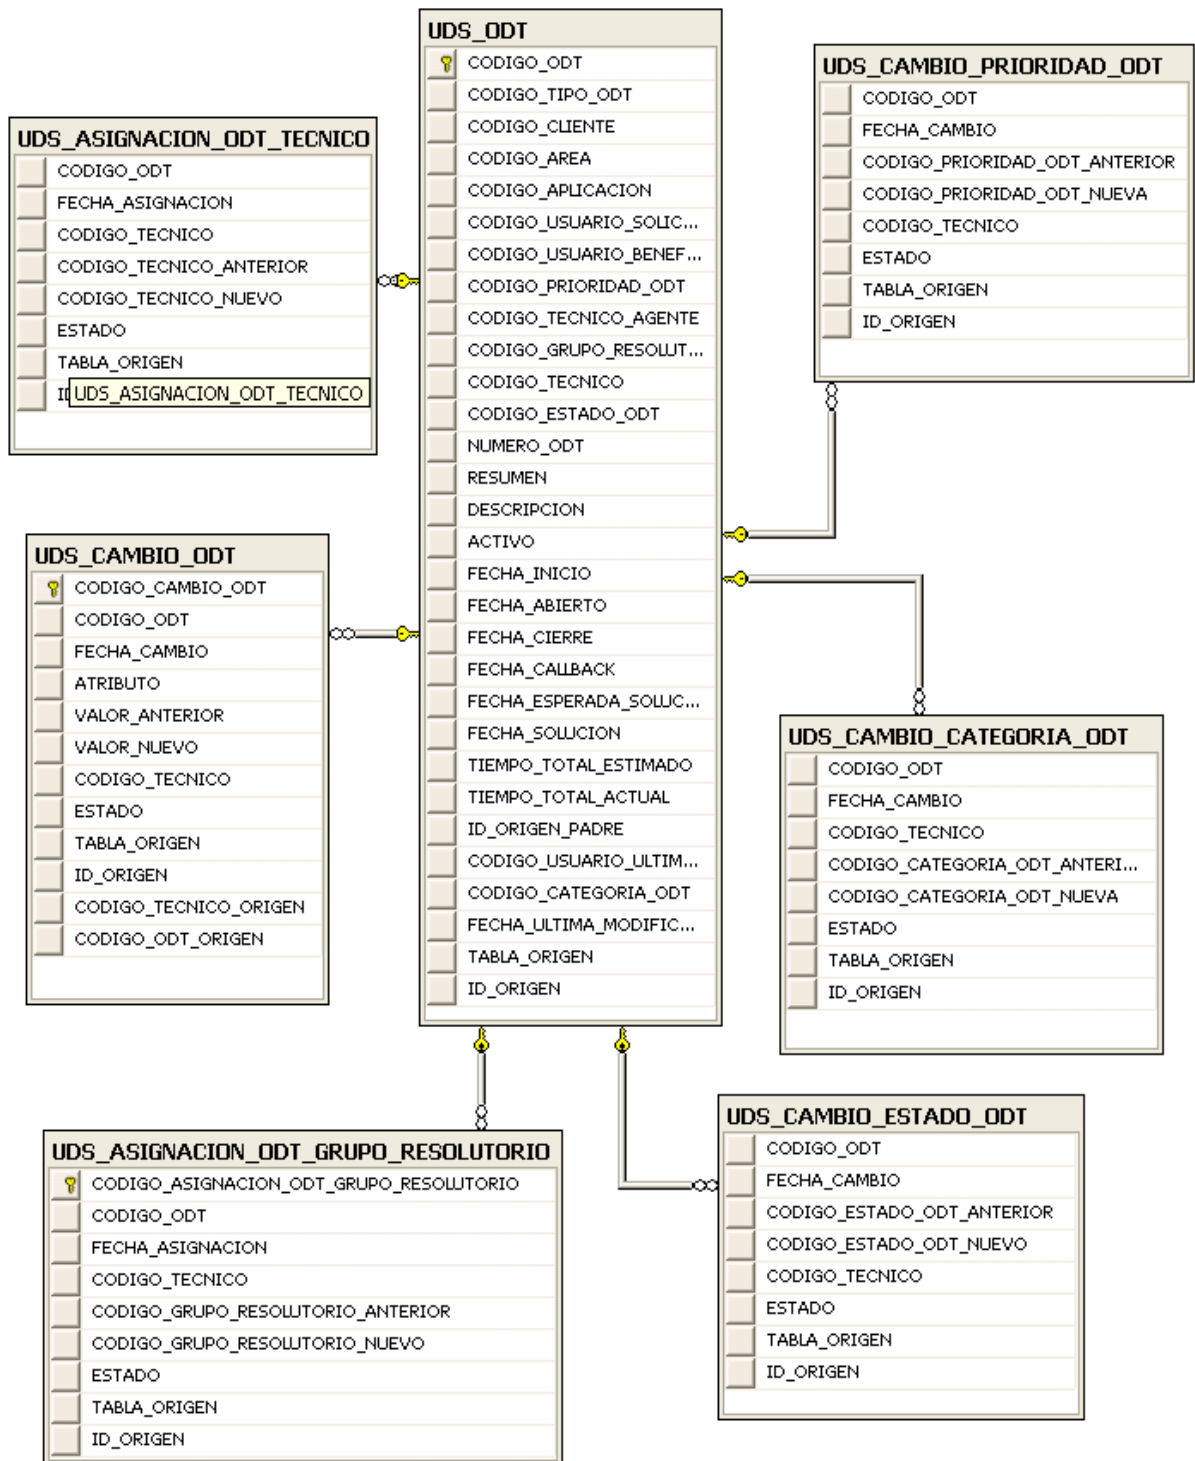 UDS_ODT
CODIGO_ODT
CODIGO_TIPO_ODT
CODIGO_CLIENTE
CODIGO_AREA
CODIGO_APLICACION
CODIGO_USUARIO_SOLIC...
CODIGO_USUARIO_BENEF...
CODIGO_PRIORIDAD_ODT
CODIGO_TECNICO_AGENTE
CODIGO_GRUPO_RESOLUT...
CODIGO_TECNICO
CODIGO_ESTADO_ODT
NUMERO_ODT
RESUMEN
DESCRIPCION
ACTIVO
FECHA_INICIO
FECHA_ABIERTO
FECHA_CIERRE
FECHA_CALLBACK
FECHA_ESPERADA_SOLUC...
FECHA_SOLUCION
TIEMPO_TOTAL_ESTIMADO
TIEMPO_TOTAL_ACTUAL
ID_ORIGEN_PADRE
CODIGO_USUARIO_ULTIM...
CODIGO_CATEGORIA_ODT
FECHA_ULTIMA_MODIFIC...
TABLA_ORIGEN
ID_ORIGEN
UDS_CAMBIO_PRIORIDAD_ODT
CODIGO_ODT
FECHA_CAMBIO
CODIGO_PRIORIDAD_ODT_ANTERIOR
CODIGO_PRIORIDAD_ODT_NUEVA
CODIGO_TECNICO
ESTADO
TABLA_ORIGEN
ID_ORIGEN
UDS_ASIGNACION_ODT_TECNICO
CODIGO_ODT
FECHA_ASIGNACION
CODIGO_TECNICO
CODIGO_TECNICO_ANTERIOR
CODIGO_TECNICO_NUEVO
ESTADO
TABLA_ORIGEN
UDS_ASIGNACION_ODT_TECNICO
UDS_CAMBIO_ODT
CODIGO_CAMBIO_ODT
CODIGO_ODT
FECHA_CAMBIO
ATRIBUTO
VALOR_ANTERIOR
VALOR_NUEVO
CODIGO_TECNICO
ESTADO
TABLA_ORIGEN
ID_ORIGEN
CODIGO_TECNICO_ORIGEN
CODIGO_ODT_ORIGEN
UDS_CAMBIO_CATEGORIA_ODT
CODIGO_ODT
FECHA_CAMBIO
CODIGO_TECNICO
CODIGO_CATEGORIA_ODT_ANTERI...
CODIGO_CATEGORIA_ODT_NUEVA
ESTADO
TABLA_ORIGEN
ID_ORIGEN
UDS_ASIGNACION_ODT_GRUPO_RESOLUTORIO
CODIGO_ASIGNACION_ODT_GRUPO_RESOLUTORIO
CODIGO_ODT
FECHA_ASIGNACION
CODIGO_TECNICO
CODIGO_GRUPO_RESOLUTORIO_ANTERIOR
CODIGO_GRUPO_RESOLUTORIO_NUEVO
ESTADO
TABLA_ORIGEN
ID_ORIGEN
UDS_CAMBIO_ESTADO_ODT
CODIGO_ODT
FECHA_CAMBIO
CODIGO_ESTADO_ODT_ANTERIOR
CODIGO_ESTADO_ODT_NUEVO
CODIGO_TECNICO
ESTADO
TABLA_ORIGEN
ID_ORIGEN